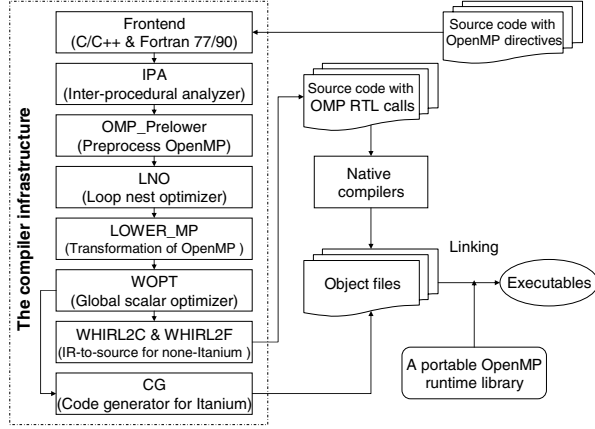 The compiler infrastructure
Frontend
(C/C++ & Fortran 77/90)
IPA
(Inter-procedural analyzer)
OMP_Prelower
(Preprocess OpenMP)
LNO
(Loop nest optimizer)
LOWER_MP
(Transformation of OpenMP )
WOPT
(Global scalar optimizer)
WHIRL2C & WHIRL2F
(IR-to-source for none-Itanium )
CG
(Code generator for Itanium)
Source code with
OpenMP directives
Source code with
OMP RTL calls
Native
compilers
Object files
Linking
Executables
A portable OpenMP
runtime library